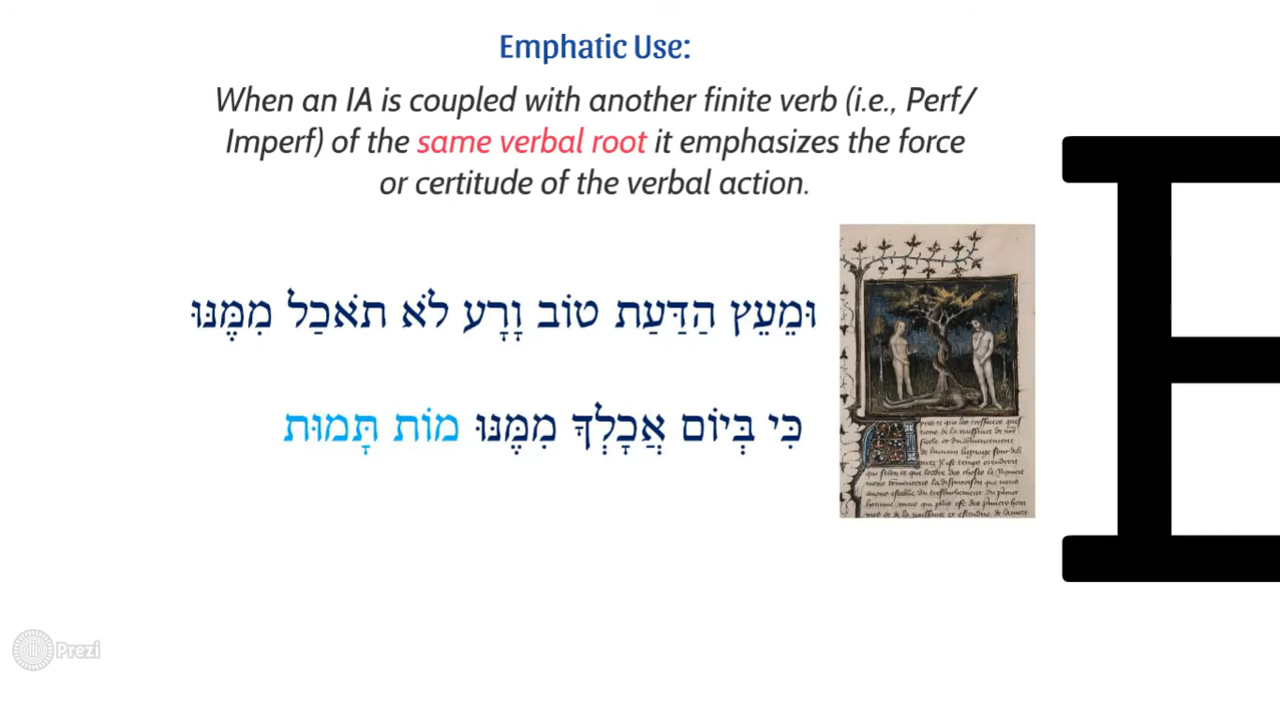 Emphatic Use:
When an IA is coupled with another finite verb (i.e., Perf/
Imperf) of the same verbal root it emphasizes the force
or certitude of the verbal action.
וּמֵעֵץ הַדַּעַת טוֹב וָרָע לֹא תֹאכַל מִמֶּנּוּ
כִּי בְּיוֹם אֲכָלְךָ מִמֶּנּוּ מוֹת תָּמוּת
E
Prezi